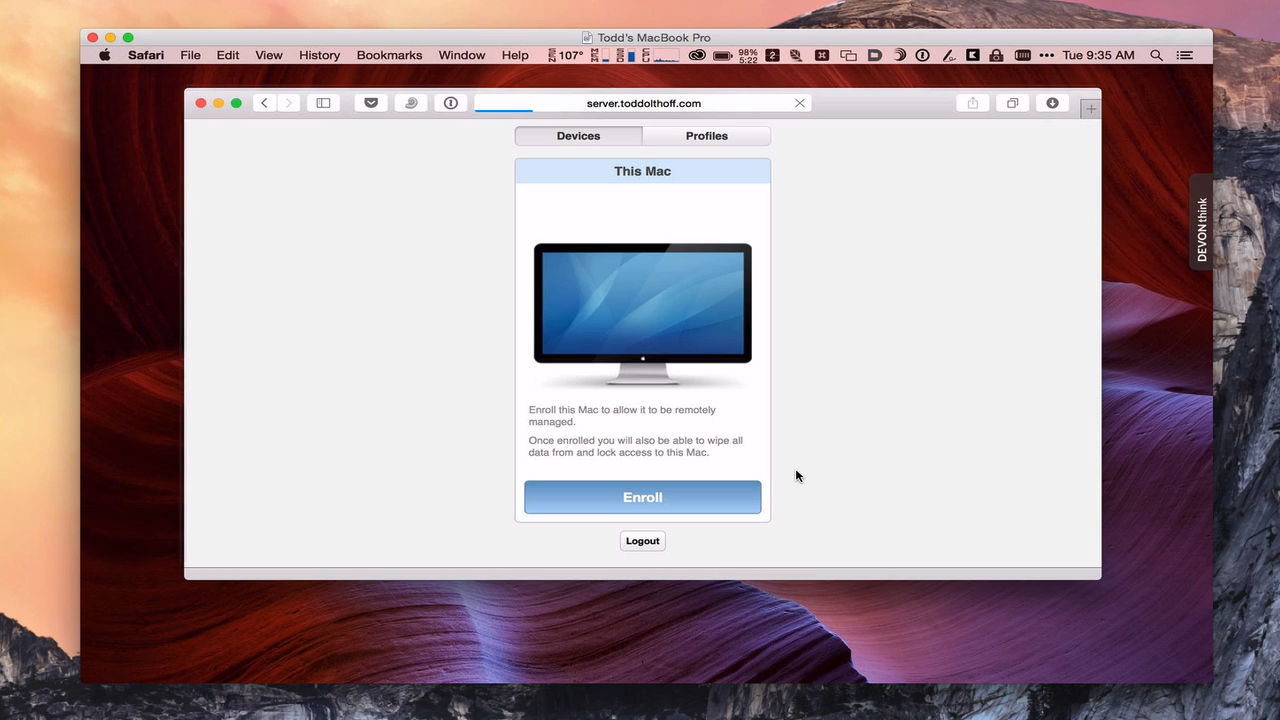 Todd's MacBook Pro
Safari File Edit View History Bookmarks Window Help 107° 98% 5:22 2 Tue 9:35 AM
server.toddolthoff.com
Devices Profiles
This Mac
DEVONthink
Enroll this Mac to allow it to be remotely
managed.
Once enrolled you will also be able to wipe all
data from and lock access to this Mac.
Enroll
Logout